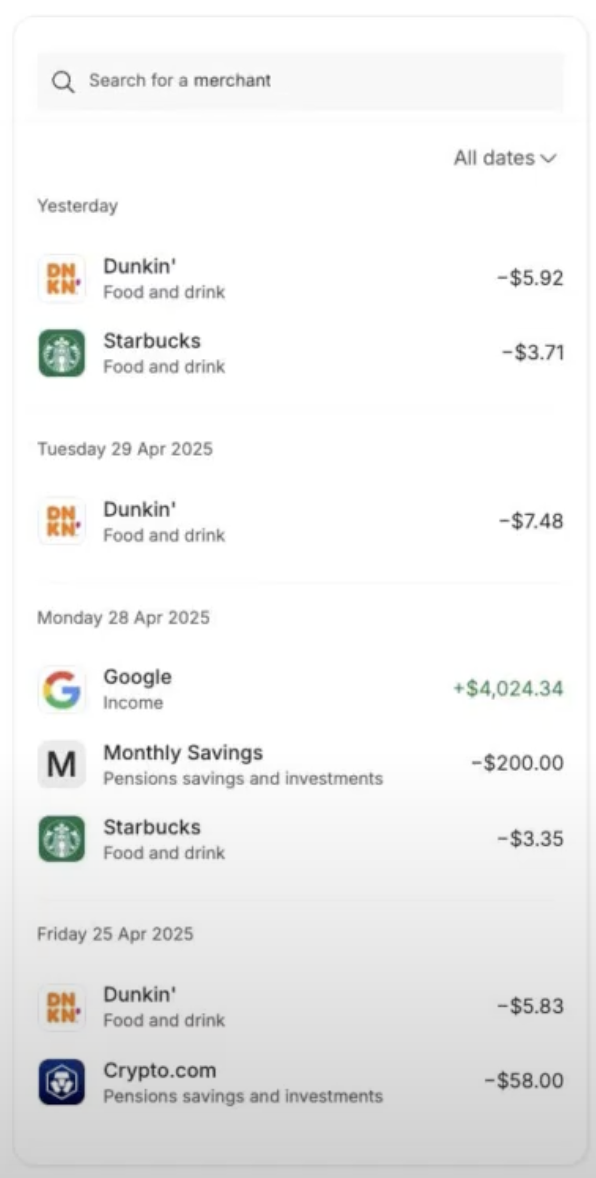 Search for a merchant
All dates
Yesterday
DN
KN'
Dunkin'
−$5.92
Food and drink
Starbucks
−$3.71
Food and drink
Tuesday 29 Apr 2025
DN
KN'
Dunkin'
−$7.48
Food and drink
Monday 28 Apr 2025
G
Google
+$4,024.34
Income
M
Monthly Savings
−$200.00
Pensions savings and investments
Starbucks
−$3.35
Food and drink
Friday 25 Apr 2025
DN
KN'
Dunkin'
−$5.83
Food and drink
Crypto.com
−$58.00
Pensions savings and investments